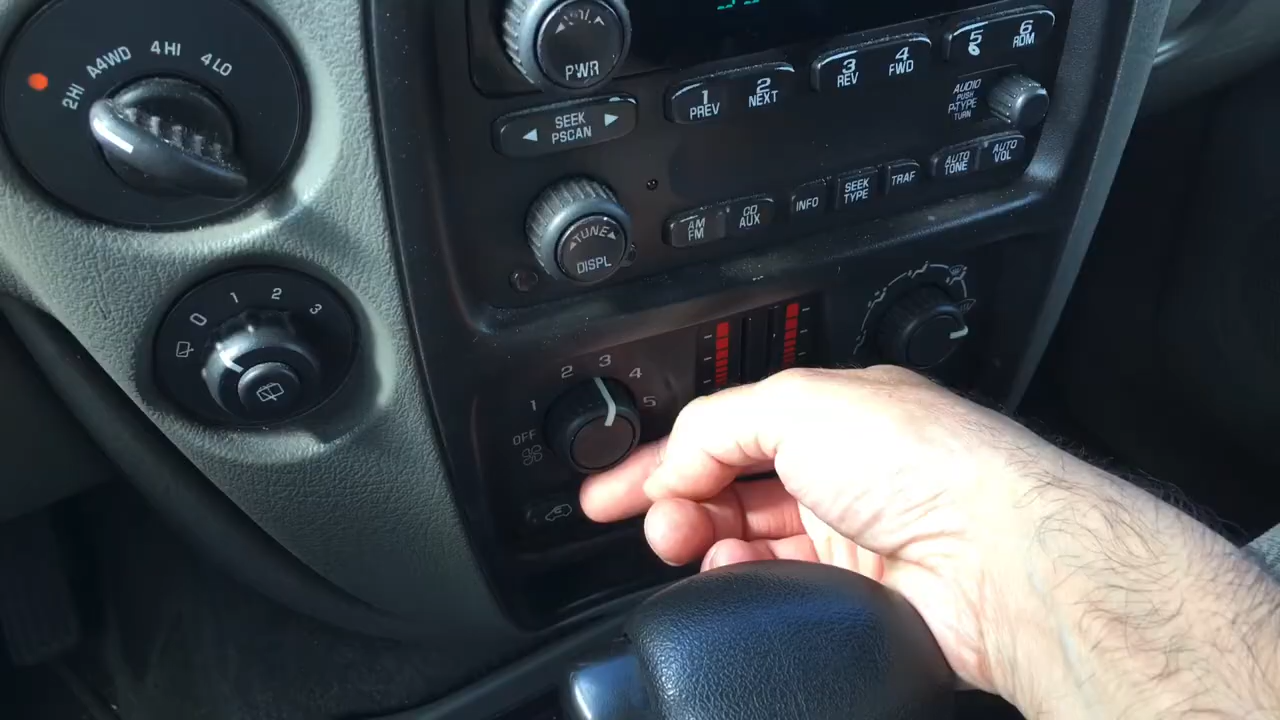 2HI
A4WD
4HI
4LO
0
1
2
3
VOL
PWR
SEEK
PSCAN
TUNE
DISPL
1
PREV
2
NEXT
3
REV
4
FWD
5
6
RDM
AUDIO
PUSH
P-TYPE
TURN
AM
FM
CD
AUX
INFO
SEEK
TYPE
TRAF
AUTO
TONE
AUTO
VOL
OFF
1
2
3
4
5